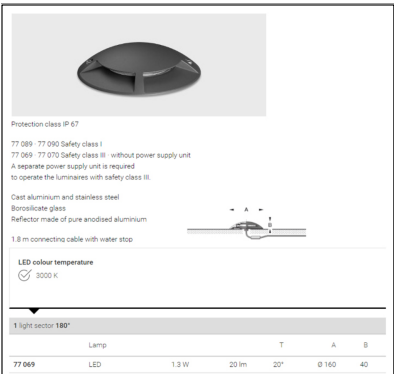 Protection class IP 67
77 089 · 77 090 Safety class I
77 069 · 77 070 Safety class III · without power supply unit
A separate power supply unit is required
to operate the luminaires with safety class III.
Cast aluminium and stainless steel
Borosilicate glass
Reflector made of pure anodised aluminium
1.8 m connecting cable with water stop
A
B
LED colour temperature
3000 K
1 light sector 180°
Lamp T A B
77 069 LED 1.3 W 20 lm 20° Ø 160 40